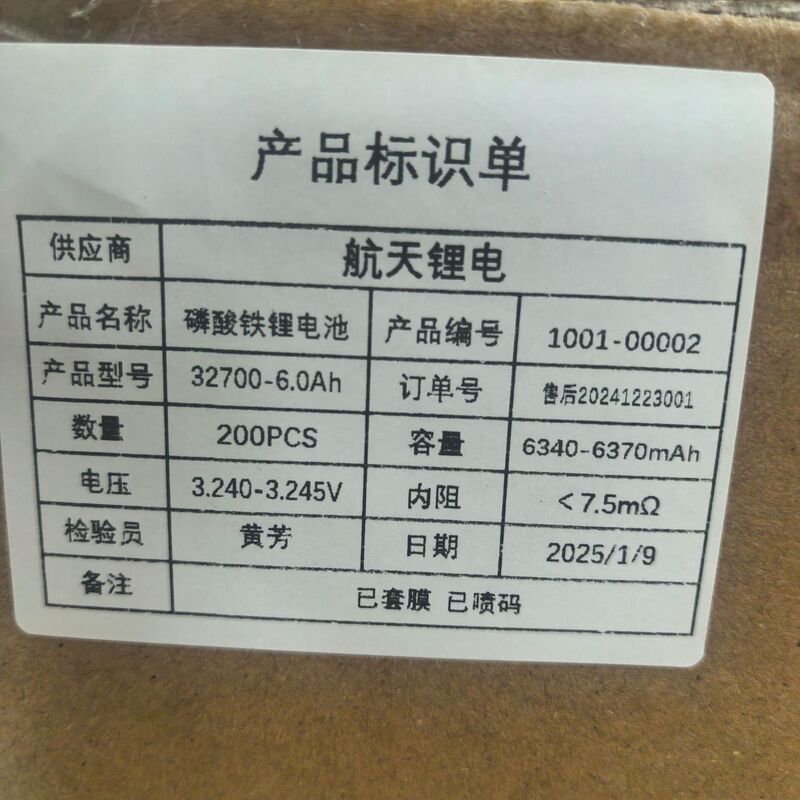 产品标识单
供应商 航天锂电
产品名称 磷酸铁锂电池 产品编号 1001-00002
产品型号 32700-6.0Ah 订单号 售后20241223001
数量 200PCS 容量 6340-6370mAh
电压 3.240-3.245V 内阻 <7.5mΩ
检验员 黄芳 日期 2025/1/9
备注 已套膜 已喷码